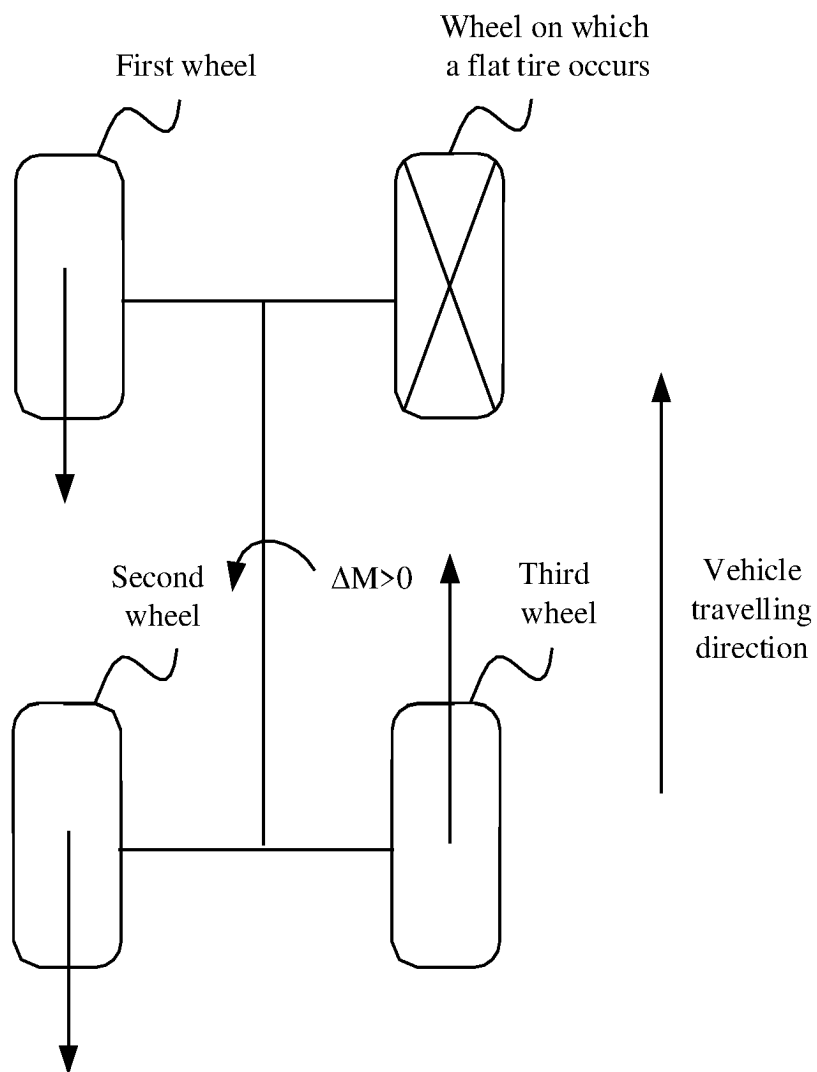 First wheel
Wheel on which
a flat tire occurs
Second
wheel
ΔM>0
Third
wheel
Vehicle
travelling
direction